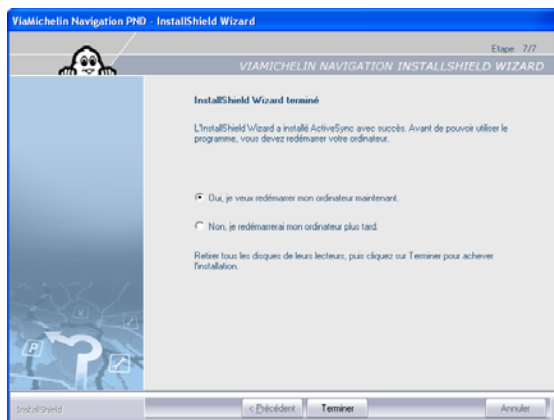 ViaMichelin Navigation PND - InstallShield Wizard
Etape 7/7
VIAMICHELIN NAVIGATION INSTALLSHIELD WIZARD
InstallShield Wizard terminé
L'InstallShield Wizard a installé ActiveSync avec succès. Avant de pouvoir utiliser le
programme, vous devez redémarrer votre ordinateur.
Oui, je veux redémarrer mon ordinateur maintenant.
Non, je redémarrerai mon ordinateur plus tard.
Retirer tous les disques de leurs lecteurs, puis cliquez sur Terminer pour achever
l'installation.
P
InstallShield
< Précédent
Terminer
Annuler